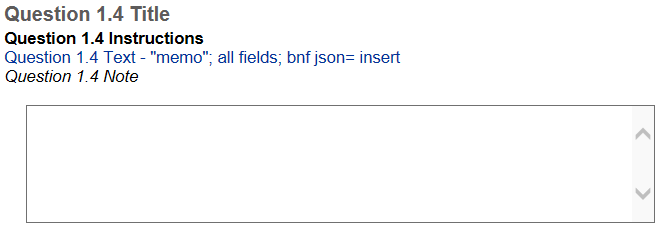 Question 1.4 Title
Question 1.4 Instructions
Question 1.4 Text - "memo"; all fields; bnf json= insert
Question 1.4 Note